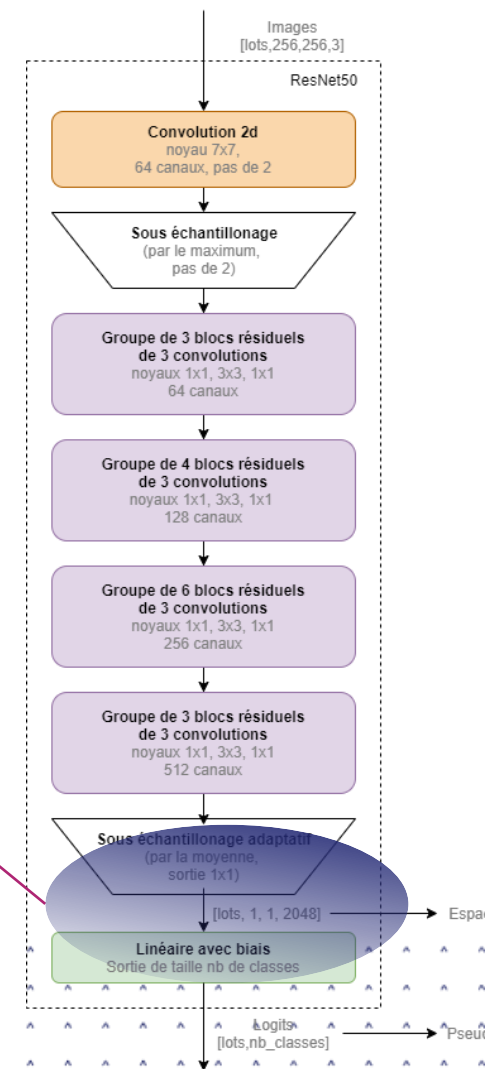 Images
[lots,256,256,3]
ResNet50
Convolution 2d
noyau 7x7,
64 canaux, pas de 2
Sous échantillonage
(par le maximum,
pas de 2)
Groupe de 3 blocs résiduels
de 3 convolutions
noyaux 1x1, 3x3, 1x1
64 canaux
Groupe de 4 blocs résiduels
de 3 convolutions
noyaux 1x1, 3x3, 1x1
128 canaux
Groupe de 6 blocs résiduels
de 3 convolutions
noyaux 1x1, 3x3, 1x1
256 canaux
Groupe de 3 blocs résiduels
de 3 convolutions
noyaux 1x1, 3x3, 1x1
512 canaux
Sous échantillonage adaptatif
(par la moyenne,
sortie 1x1)
[lots, 1, 1, 2048]
Espac
Linéaire avec biais
Sortie de taille nb de classes
Logits
[lots,nb_classes]
Pseud